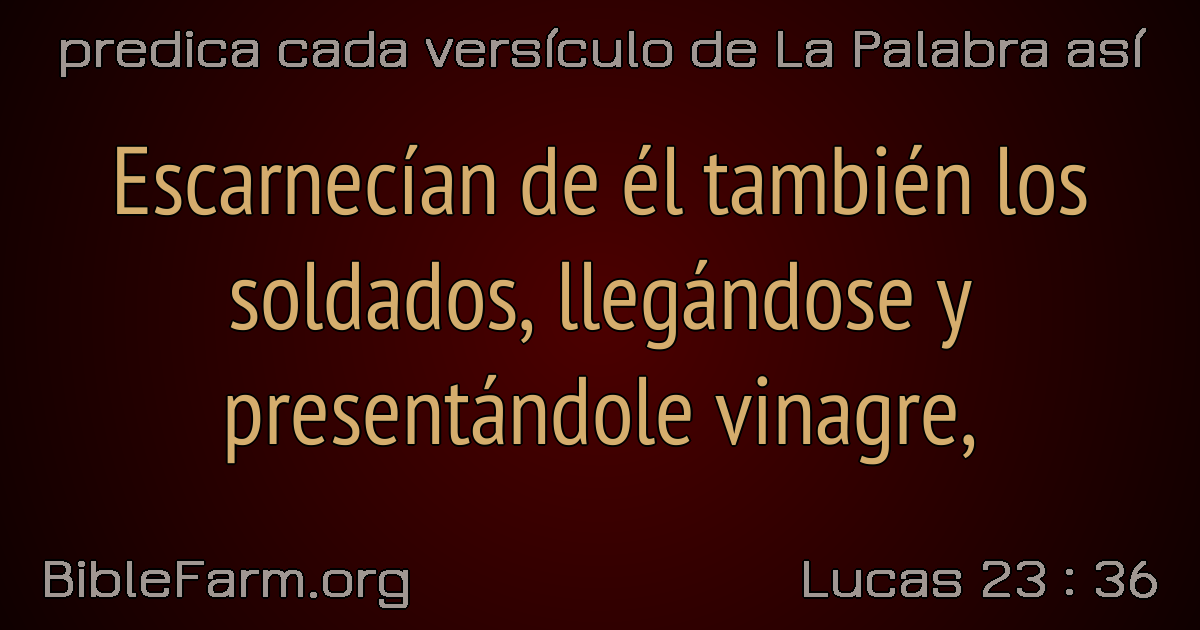 predica cada versículo de La Palabra así
Escarnecían de él también los
soldados, llegándose y
presentándole vinagre,
BibleFarm.org
Lucas 23 : 36